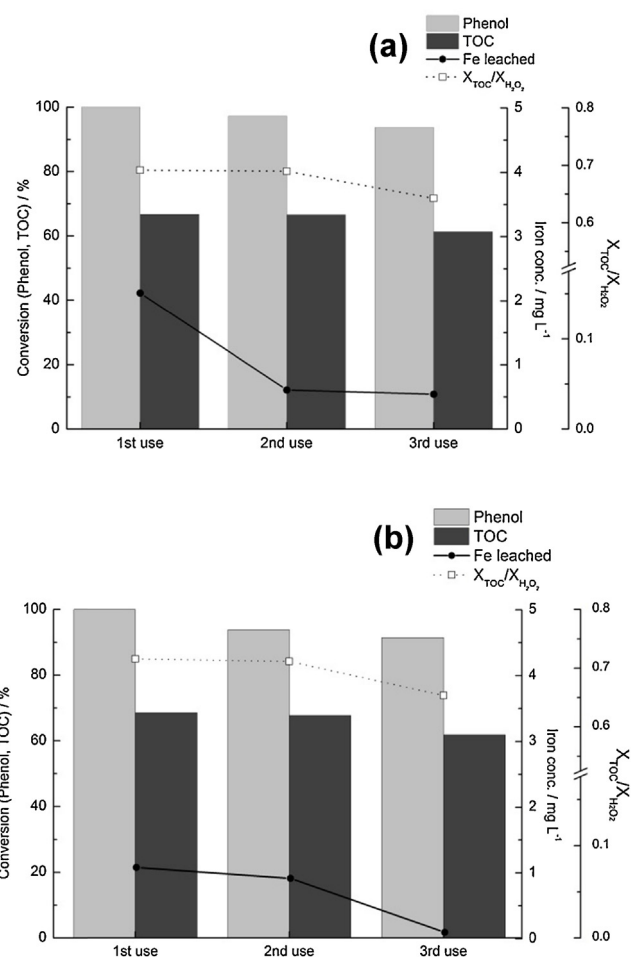 (a)
Phenol
TOC
Fe leached
X_TOC/X_H₂O₂
100
80
60
40
20
0
Conversion (Phenol, TOC) / %
5
4
3
2
1
0
Iron conc. / mg L⁻¹
0.8
0.7
0.6
0.1
0.0
X_TOC/X_H₂O₂
1st use
2nd use
3rd use
(b)
Phenol
TOC
Fe leached
X_TOC/X_H₂O₂
100
80
60
40
20
0
Conversion (Phenol, TOC) / %
5
4
3
2
1
0
Iron conc. / mg L⁻¹
0.8
0.7
0.6
0.1
0.0
X_TOC/X_H₂O₂
1st use
2nd use
3rd use